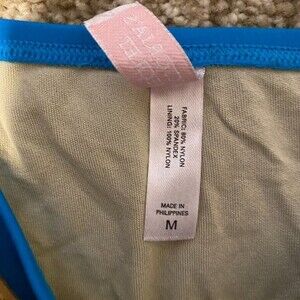 FABRIC: 80% NYLON
20% SPANDEX
LINING: 100% NYLON
MADE IN
PHILIPPINES
M